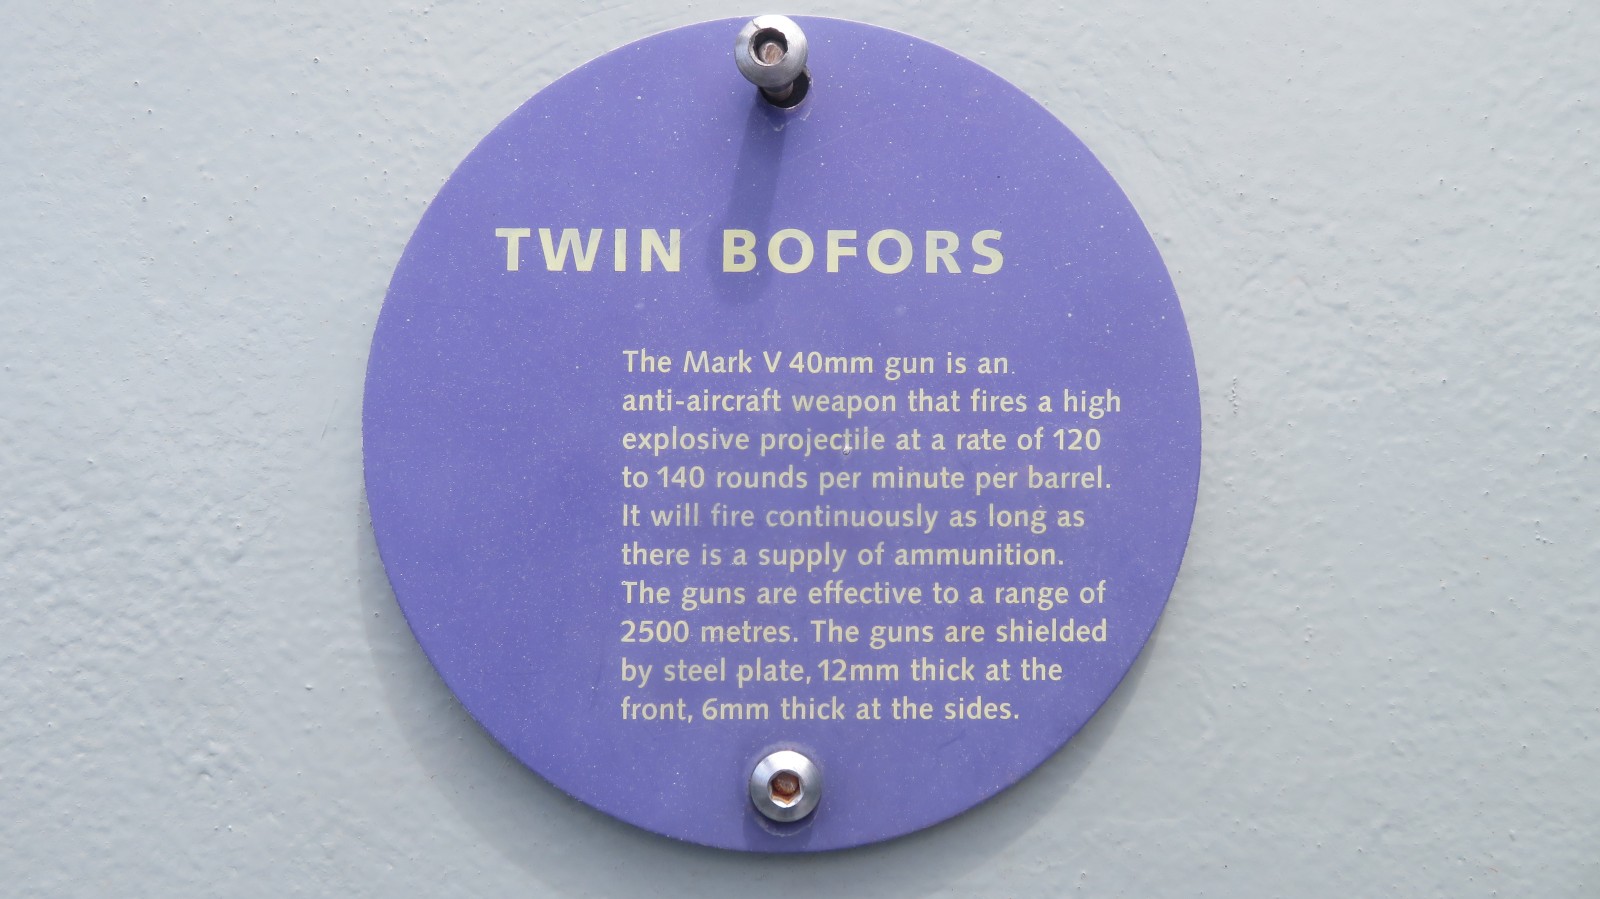 TWIN BOFORS
The Mark V 40mm gun is an
anti-aircraft weapon that fires a high
explosive projectile at a rate of 120
to 140 rounds per minute per barrel.
It will fire continuously as long as
there is a supply of ammunition.
The guns are effective to a range of
2500 metres. The guns are shielded
by steel plate, 12mm thick at the
front, 6mm thick at the sides.